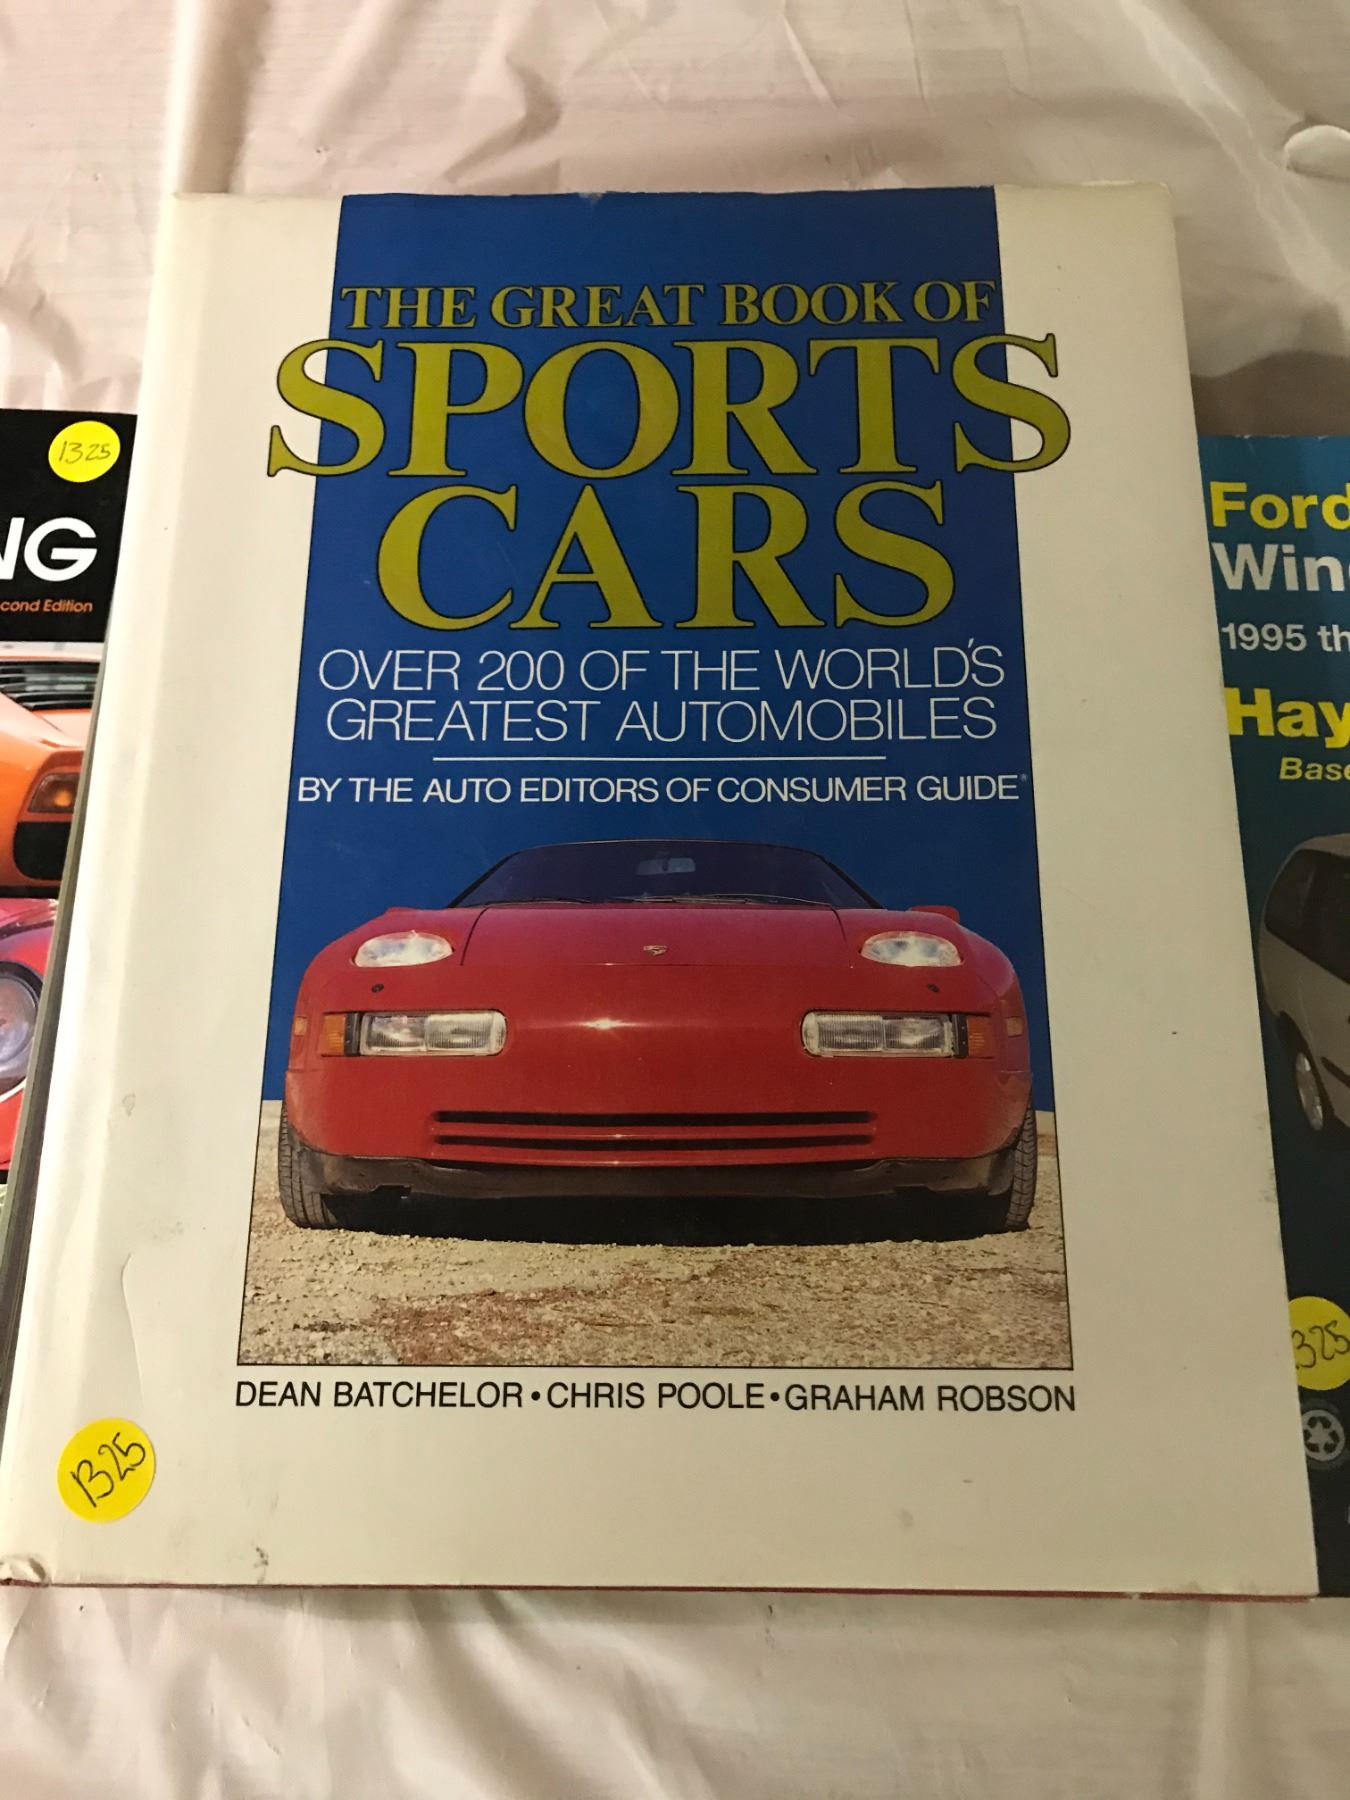 THE GREAT BOOK OF
SPORTS
CARS
OVER 200 OF THE WORLD'S
GREATEST AUTOMOBILES
BY THE AUTO EDITORS OF CONSUMER GUIDE®
DEAN BATCHELOR • CHRIS POOLE • GRAHAM ROBSON
1325
1325
NG
cond Edition
Ford
Win
1995 th
Hay
Base
1325